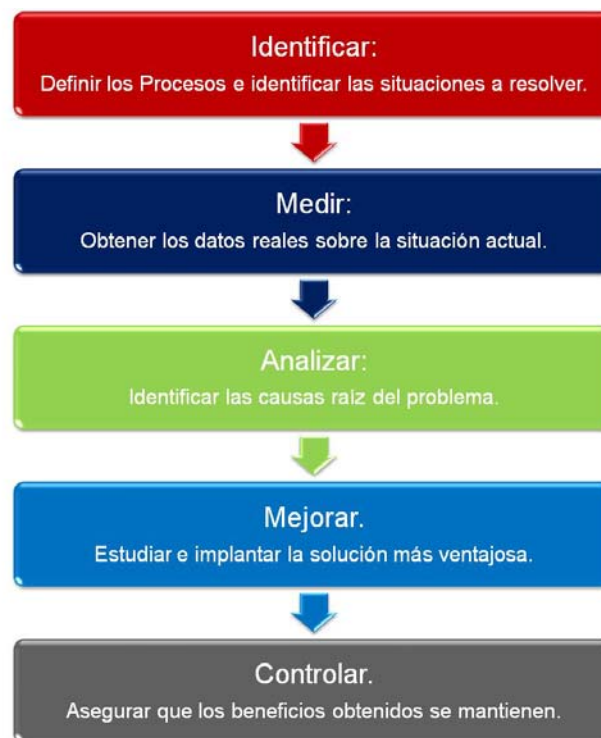 Identificar:
Definir los Procesos e identificar las situaciones a resolver.
Medir:
Obtener los datos reales sobre la situación actual.
Analizar:
Identificar las causas raíz del problema.
Mejorar.
Estudiar e implantar la solución más ventajosa.
Controlar.
Asegurar que los beneficios obtenidos se mantienen.